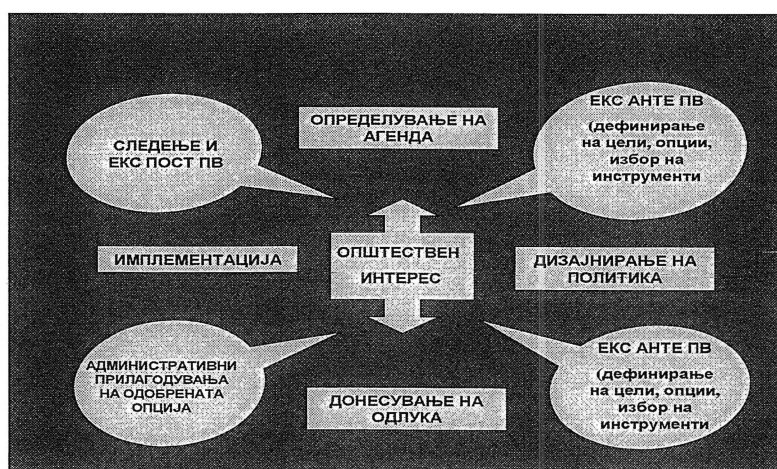 СЛЕДЕЊЕ И
ЕКС ПОСТ ПВ
ОПРЕДЕЛУВАЊЕ НА
АГЕНДА
ЕКС АНТЕ ПВ
(дефинирање
на цели, опции,
избор на
инструменти
ИМПЛЕМЕНТАЦИЈА
ОПШТЕСТВЕН
ИНТЕРЕС
ДИЗАЈНИРАЊЕ НА
ПОЛИТИКА
АДМИНИСТРАТИВНИ
ПРИЛАГОДУВАЊА
НА ОДОБРЕНАТА
ОПЦИЈА
ДОНЕСУВАЊЕ НА
ОДЛУКА
ЕКС АНТЕ ПВ
(дефинирање
на цели, опции,
избор на
инструменти